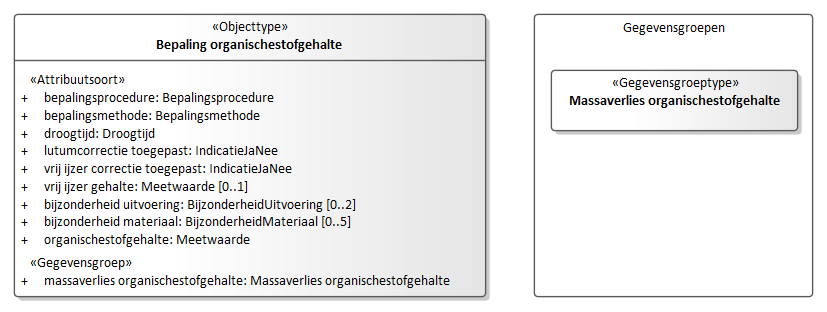 «Objecttype»
Bepaling organischestofgehalte
«Attribuutsoort»
+ bepalingsprocedure: Bepalingsprocedure
+ bepalingsmethode: Bepalingsmethode
+ droogtijd: Droogtijd
+ lutumcorrectie toegepast: IndicatieJaNee
+ vrij ijzer correctie toegepast: IndicatieJaNee
+ vrij ijzer gehalte: Meetwaarde [0..1]
+ bijzonderheid uitvoering: BijzonderheidUitvoering [0..2]
+ bijzonderheid materiaal: BijzonderheidMateriaal [0..5]
+ organischestofgehalte: Meetwaarde
«Gegevensgroep»
+ massaverlies organischestofgehalte: Massaverlies organischestofgehalte
Gegevensgroepen
«Gegevensgroeptype»
Massaverlies organischestofgehalte